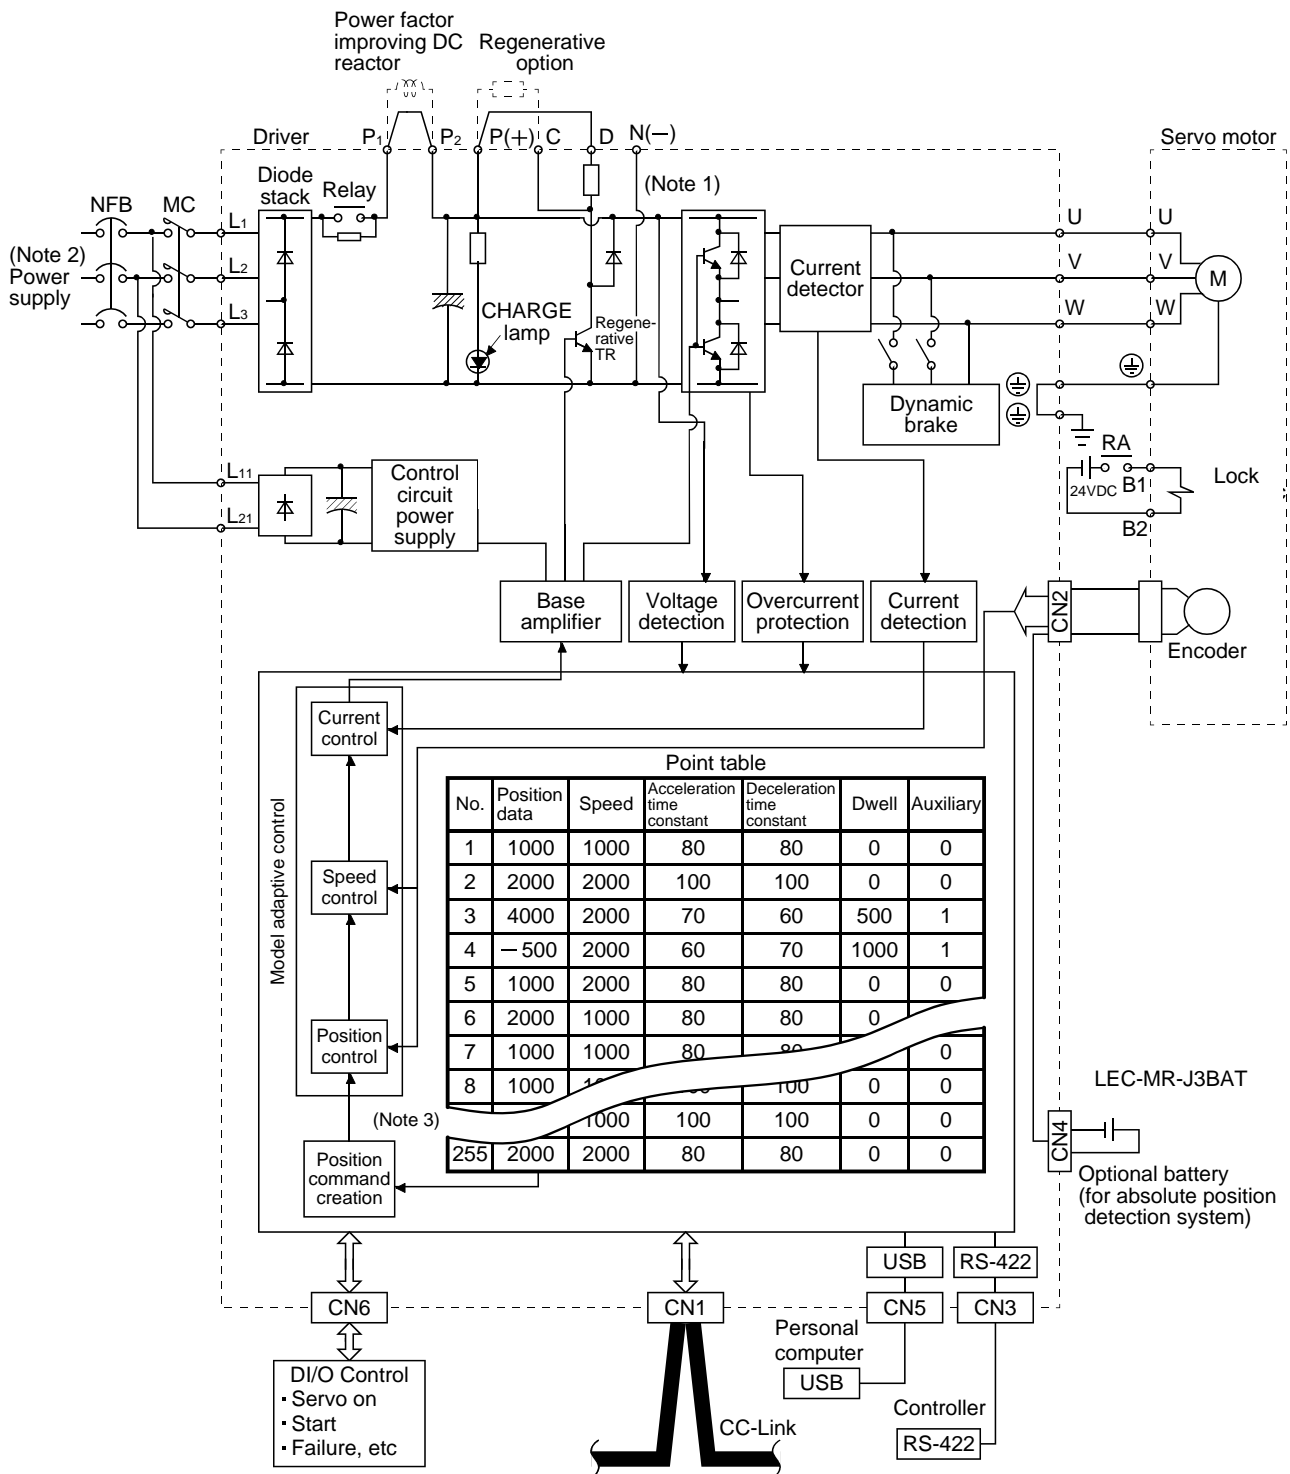 Power factor
improving DC
reactor
Regenerative
option
Driver
P1
P2
P(+)
C
D
N(—)
Servo motor
Diode
stack
Relay
(Note 1)
NFB
MC
L1
L2
L3
(Note 2)
Power
supply
CHARGE
lamp
Regene-
rative
TR
Current
detector
U
V
W
U
V
W
M
Dynamic
brake
RA
24VDC
B1
B2
Lock
L11
L21
Control
circuit
power
supply
Base
amplifier
Voltage
detection
Overcurrent
protection
Current
detection
CN2
Encoder
Model adaptive control
Current
control
Speed
control
Position
control
(Note 3)
Position
command
creation
Point table
No. Position data Speed Acceleration time constant Deceleration time constant Dwell Auxiliary
1 1000 1000 80 80 0 0
2 2000 2000 100 100 0 0
3 4000 2000 70 60 500 1
4 —500 2000 60 70 1000 1
5 1000 2000 80 80 0 0
6 2000 1000 80 80 0
7 1000 1000 80 80 0
8 1000 100 0 0
1000 100 100 0 0
255 2000 2000 80 80 0 0
LEC-MR-J3BAT
CN4
Optional battery
(for absolute position
detection system)
USB
RS-422
CN6
CN1
CN5
CN3
DI/O Control
· Servo on
· Start
· Failure, etc
CC-Link
Personal
computer
USB
Controller
RS-422